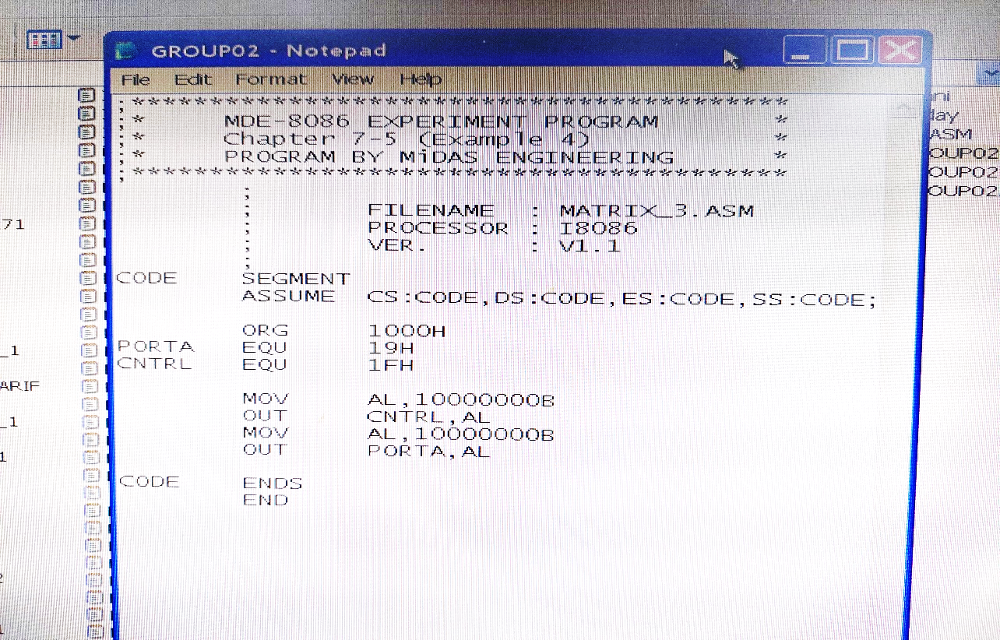 GROUP02 - Notepad
File Edit Format View Help
;******************************************
;* MDE-8086 EXPERIMENT PROGRAM *
;* Chapter 7-5 (Example 4) *
;* PROGRAM BY MiDAS ENGINEERING *
;******************************************
;
; FILENAME : MATRIX_3.ASM
; PROCESSOR : I8086
; VER. : V1.1
;
CODE SEGMENT
ASSUME CS:CODE,DS:CODE,ES:CODE,SS:CODE;
ORG 1000H
PORTA EQU 19H
CNTRL EQU 1FH
MOV AL,10000000B
OUT CNTRL,AL
MOV AL,10000000B
OUT PORTA,AL
CODE ENDS
END
71
_1
ARIF
_1
1
ni
day
ASM
OUP02
OUP02
OUP02